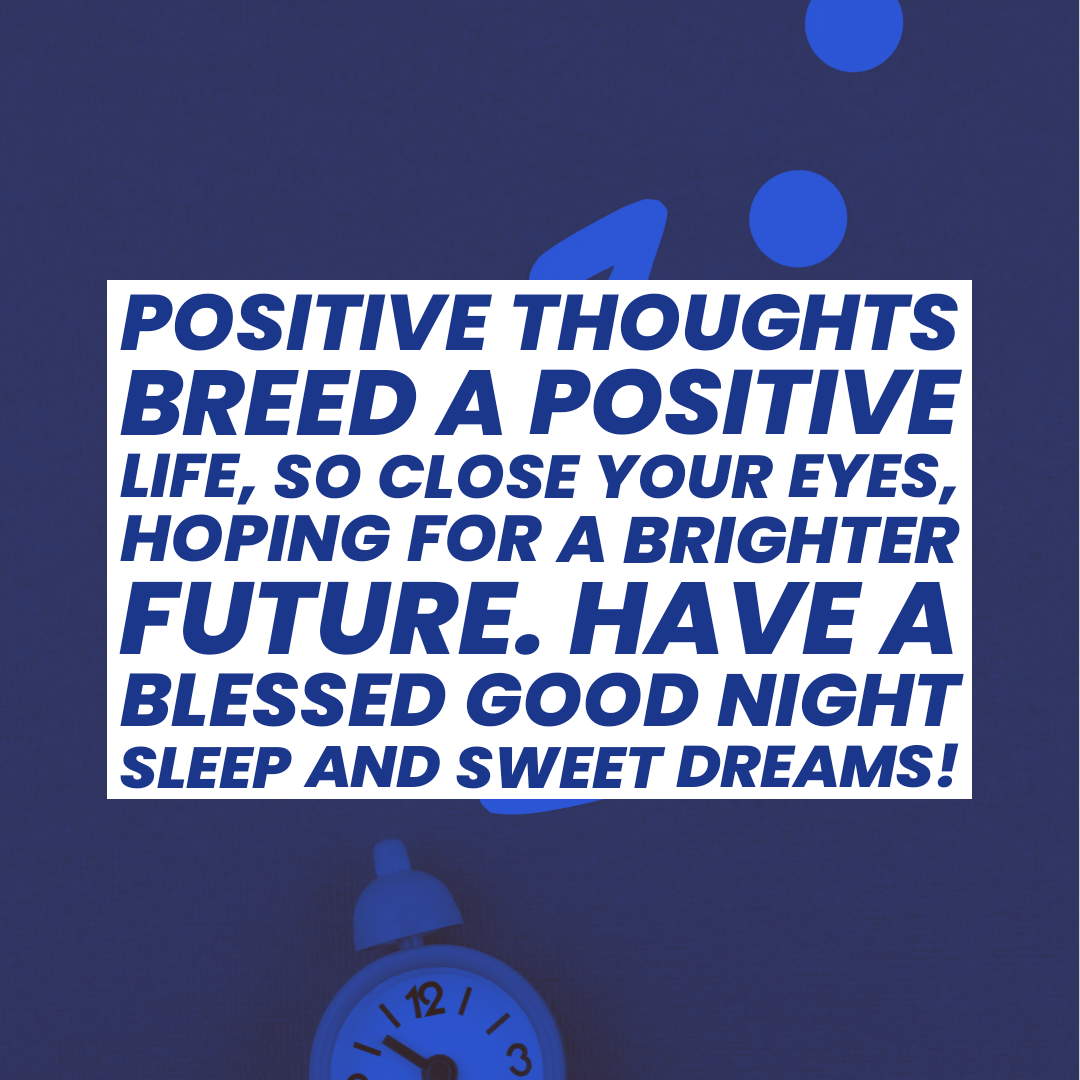 POSITIVE THOUGHTS
BREED A POSITIVE
LIFE, SO CLOSE YOUR EYES,
HOPING FOR A BRIGHTER
FUTURE. HAVE A
BLESSED GOOD NIGHT
SLEEP AND SWEET DREAMS!
12
3